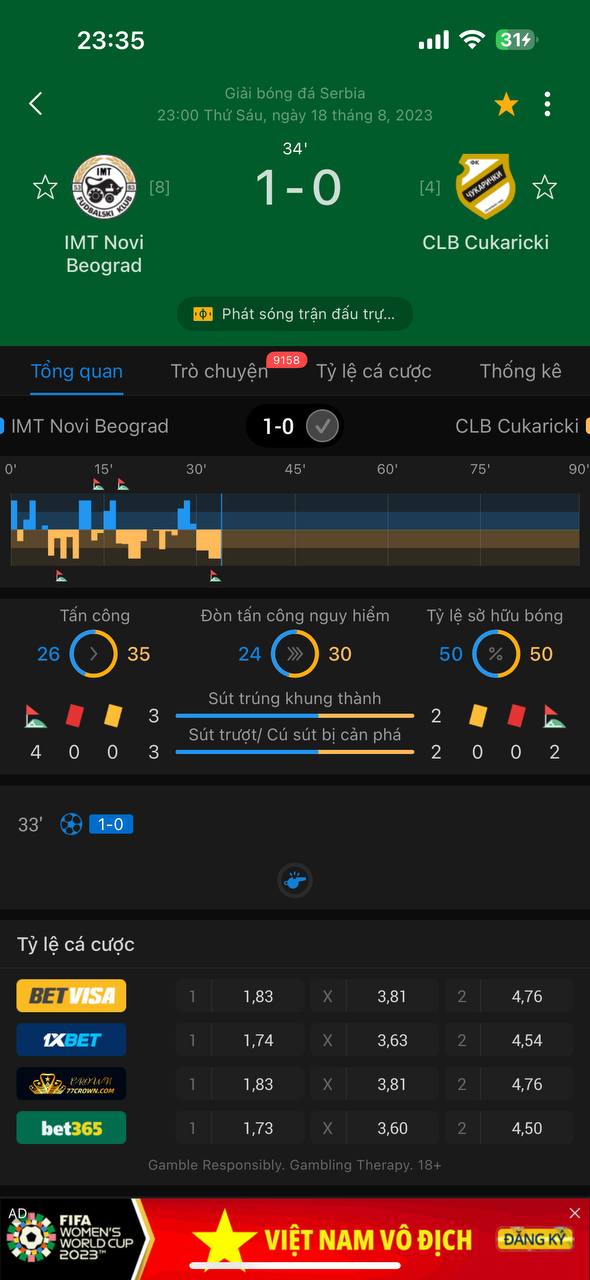 23:35
31
Giải bóng đá Serbia
23:00 Thứ Sáu, ngày 18 tháng 8, 2023
34'
IMT
FUDBALSKI KLUB
[8]
1-0
[4]
ФК
ЧУКАРИЧКИ
IMT Novi
Beograd
CLB Cukaricki
Phát sóng trận đấu trự...
Tổng quan
Trò chuyện
9158
Tỷ lệ cá cược
Thống kê
IMT Novi Beograd
1-0
CLB Cukaricki
0' 15' 30' 45' 60' 75' 90'
Tấn công Đòn tấn công nguy hiểm Tỷ lệ sở hữu bóng
26 35 24 30 50 % 50
Sút trúng khung thành
3 2
Sút trượt/ Cú sút bị cản phá
4 0 0 3 2 0 0 2
33' 1-0
Tỷ lệ cá cược
BETVISA 1 1,83 X 3,81 2 4,76
1XBET 1 1,74 X 3,63 2 4,54
CROWN
77CROWN.COM 1 1,83 X 3,81 2 4,76
bet365 1 1,73 X 3,60 2 4,50
Gamble Responsibly. Gambling Therapy. 18+
AD
FIFA
WOMEN'S
WORLD CUP
2023™
VIỆT NAM VÔ ĐỊCH
ĐĂNG KÝ